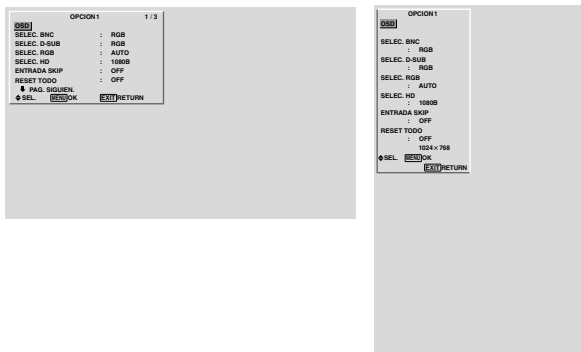 OPCION1 1 / 3
OSD
SELEC. BNC : RGB
SELEC. D-SUB : RGB
SELEC. RGB : AUTO
SELEC. HD : 1080B
ENTRADA SKIP : OFF
RESET TODO : OFF
PAG. SIGUIEN.
SEL. MENU OK EXIT RETURN
OPCION1
OSD
SELEC. BNC
: RGB
SELEC. D-SUB
: RGB
SELEC. RGB
: AUTO
SELEC. HD
: 1080B
ENTRADA SKIP
: OFF
RESET TODO
: OFF
1024×768
SEL. MENU OK
EXIT RETURN